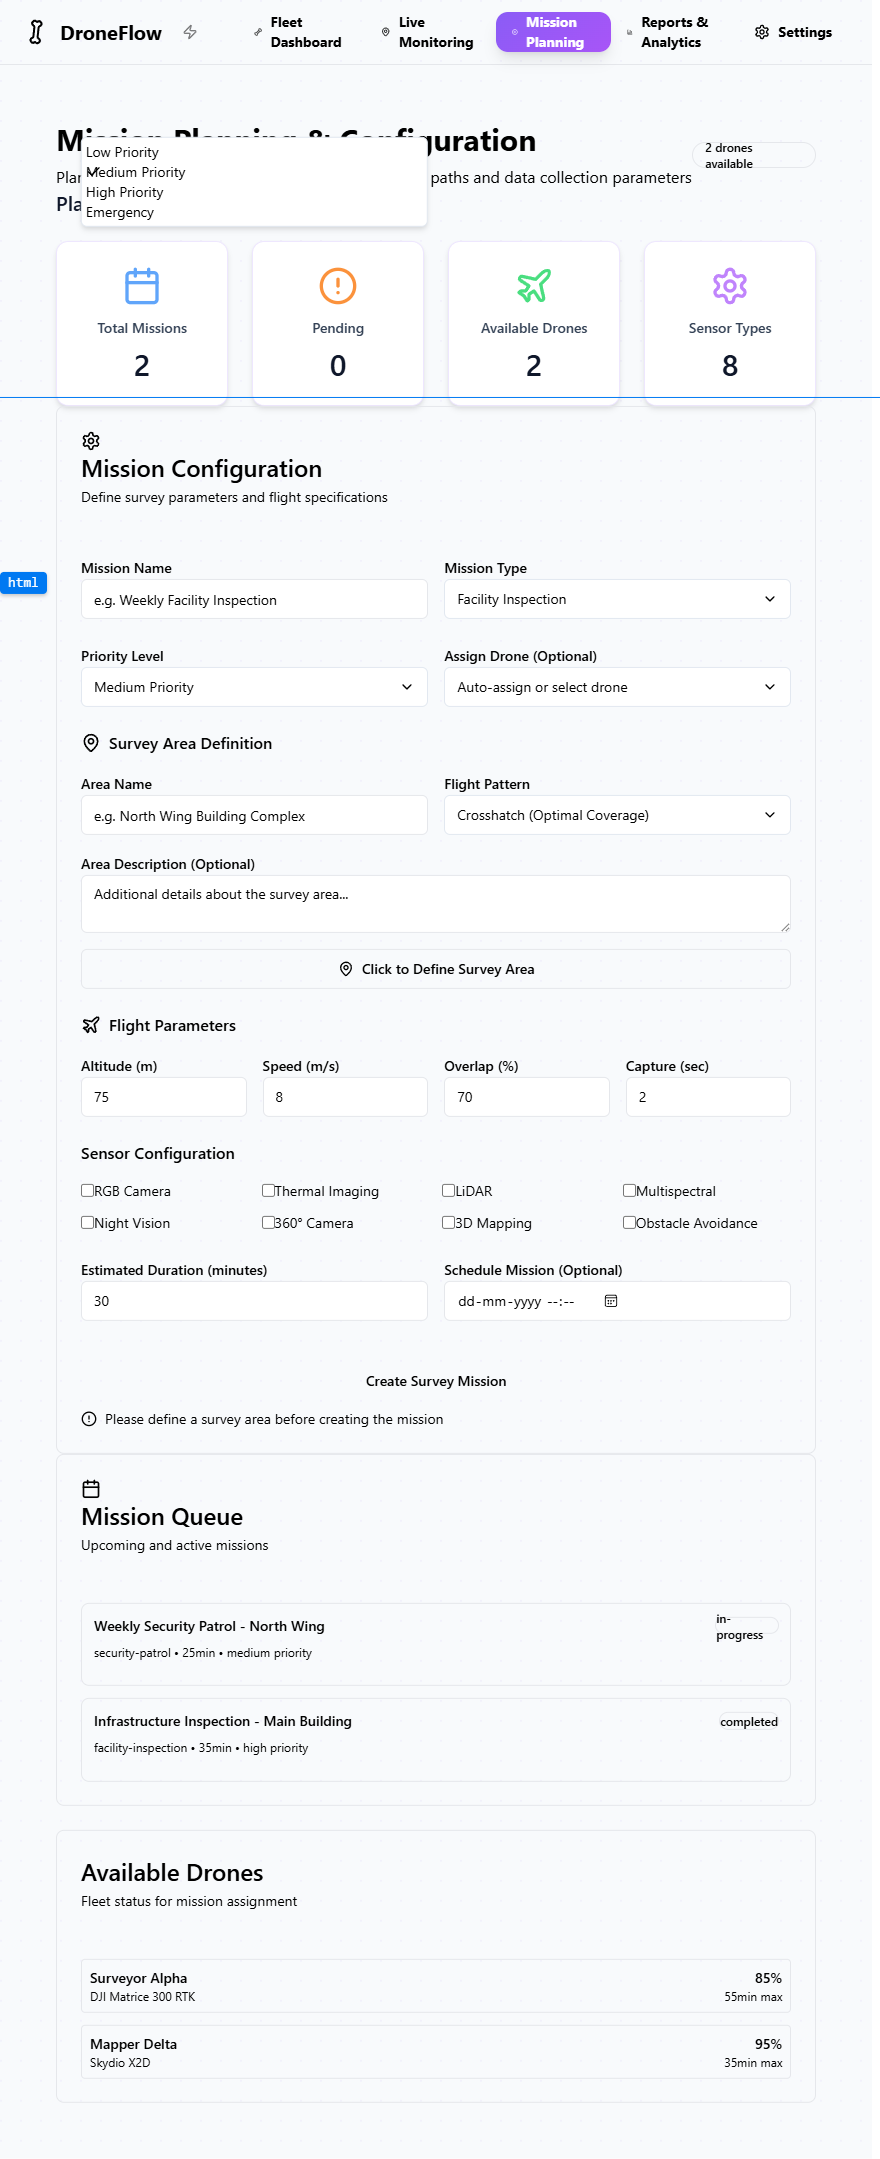 DroneFlow
Fleet Dashboard
Live Monitoring
Mission Planning
Reports & Analytics
Settings
Mission Planning & Configuration
2 drones available
Low Priority
Medium Priority
High Priority
Emergency
paths and data collection parameters
Total Missions
2
Pending
0
Available Drones
2
Sensor Types
8
Mission Configuration
Define survey parameters and flight specifications
html
Mission Name
e.g. Weekly Facility Inspection
Mission Type
Facility Inspection
Priority Level
Medium Priority
Assign Drone (Optional)
Auto-assign or select drone
Survey Area Definition
Area Name
e.g. North Wing Building Complex
Flight Pattern
Crosshatch (Optimal Coverage)
Area Description (Optional)
Additional details about the survey area...
Click to Define Survey Area
Flight Parameters
Altitude (m)
75
Speed (m/s)
8
Overlap (%)
70
Capture (sec)
2
Sensor Configuration
RGB Camera
Thermal Imaging
LiDAR
Multispectral
Night Vision
360° Camera
3D Mapping
Obstacle Avoidance
Estimated Duration (minutes)
30
Schedule Mission (Optional)
dd-mm-yyyy --:--
Create Survey Mission
Please define a survey area before creating the mission
Mission Queue
Upcoming and active missions
Weekly Security Patrol - North Wing
in-progress
security-patrol • 25min • medium priority
Infrastructure Inspection - Main Building
completed
facility-inspection • 35min • high priority
Available Drones
Fleet status for mission assignment
Surveyor Alpha
85%
DJI Matrice 300 RTK
55min max
Mapper Delta
95%
Skydio X2D
35min max